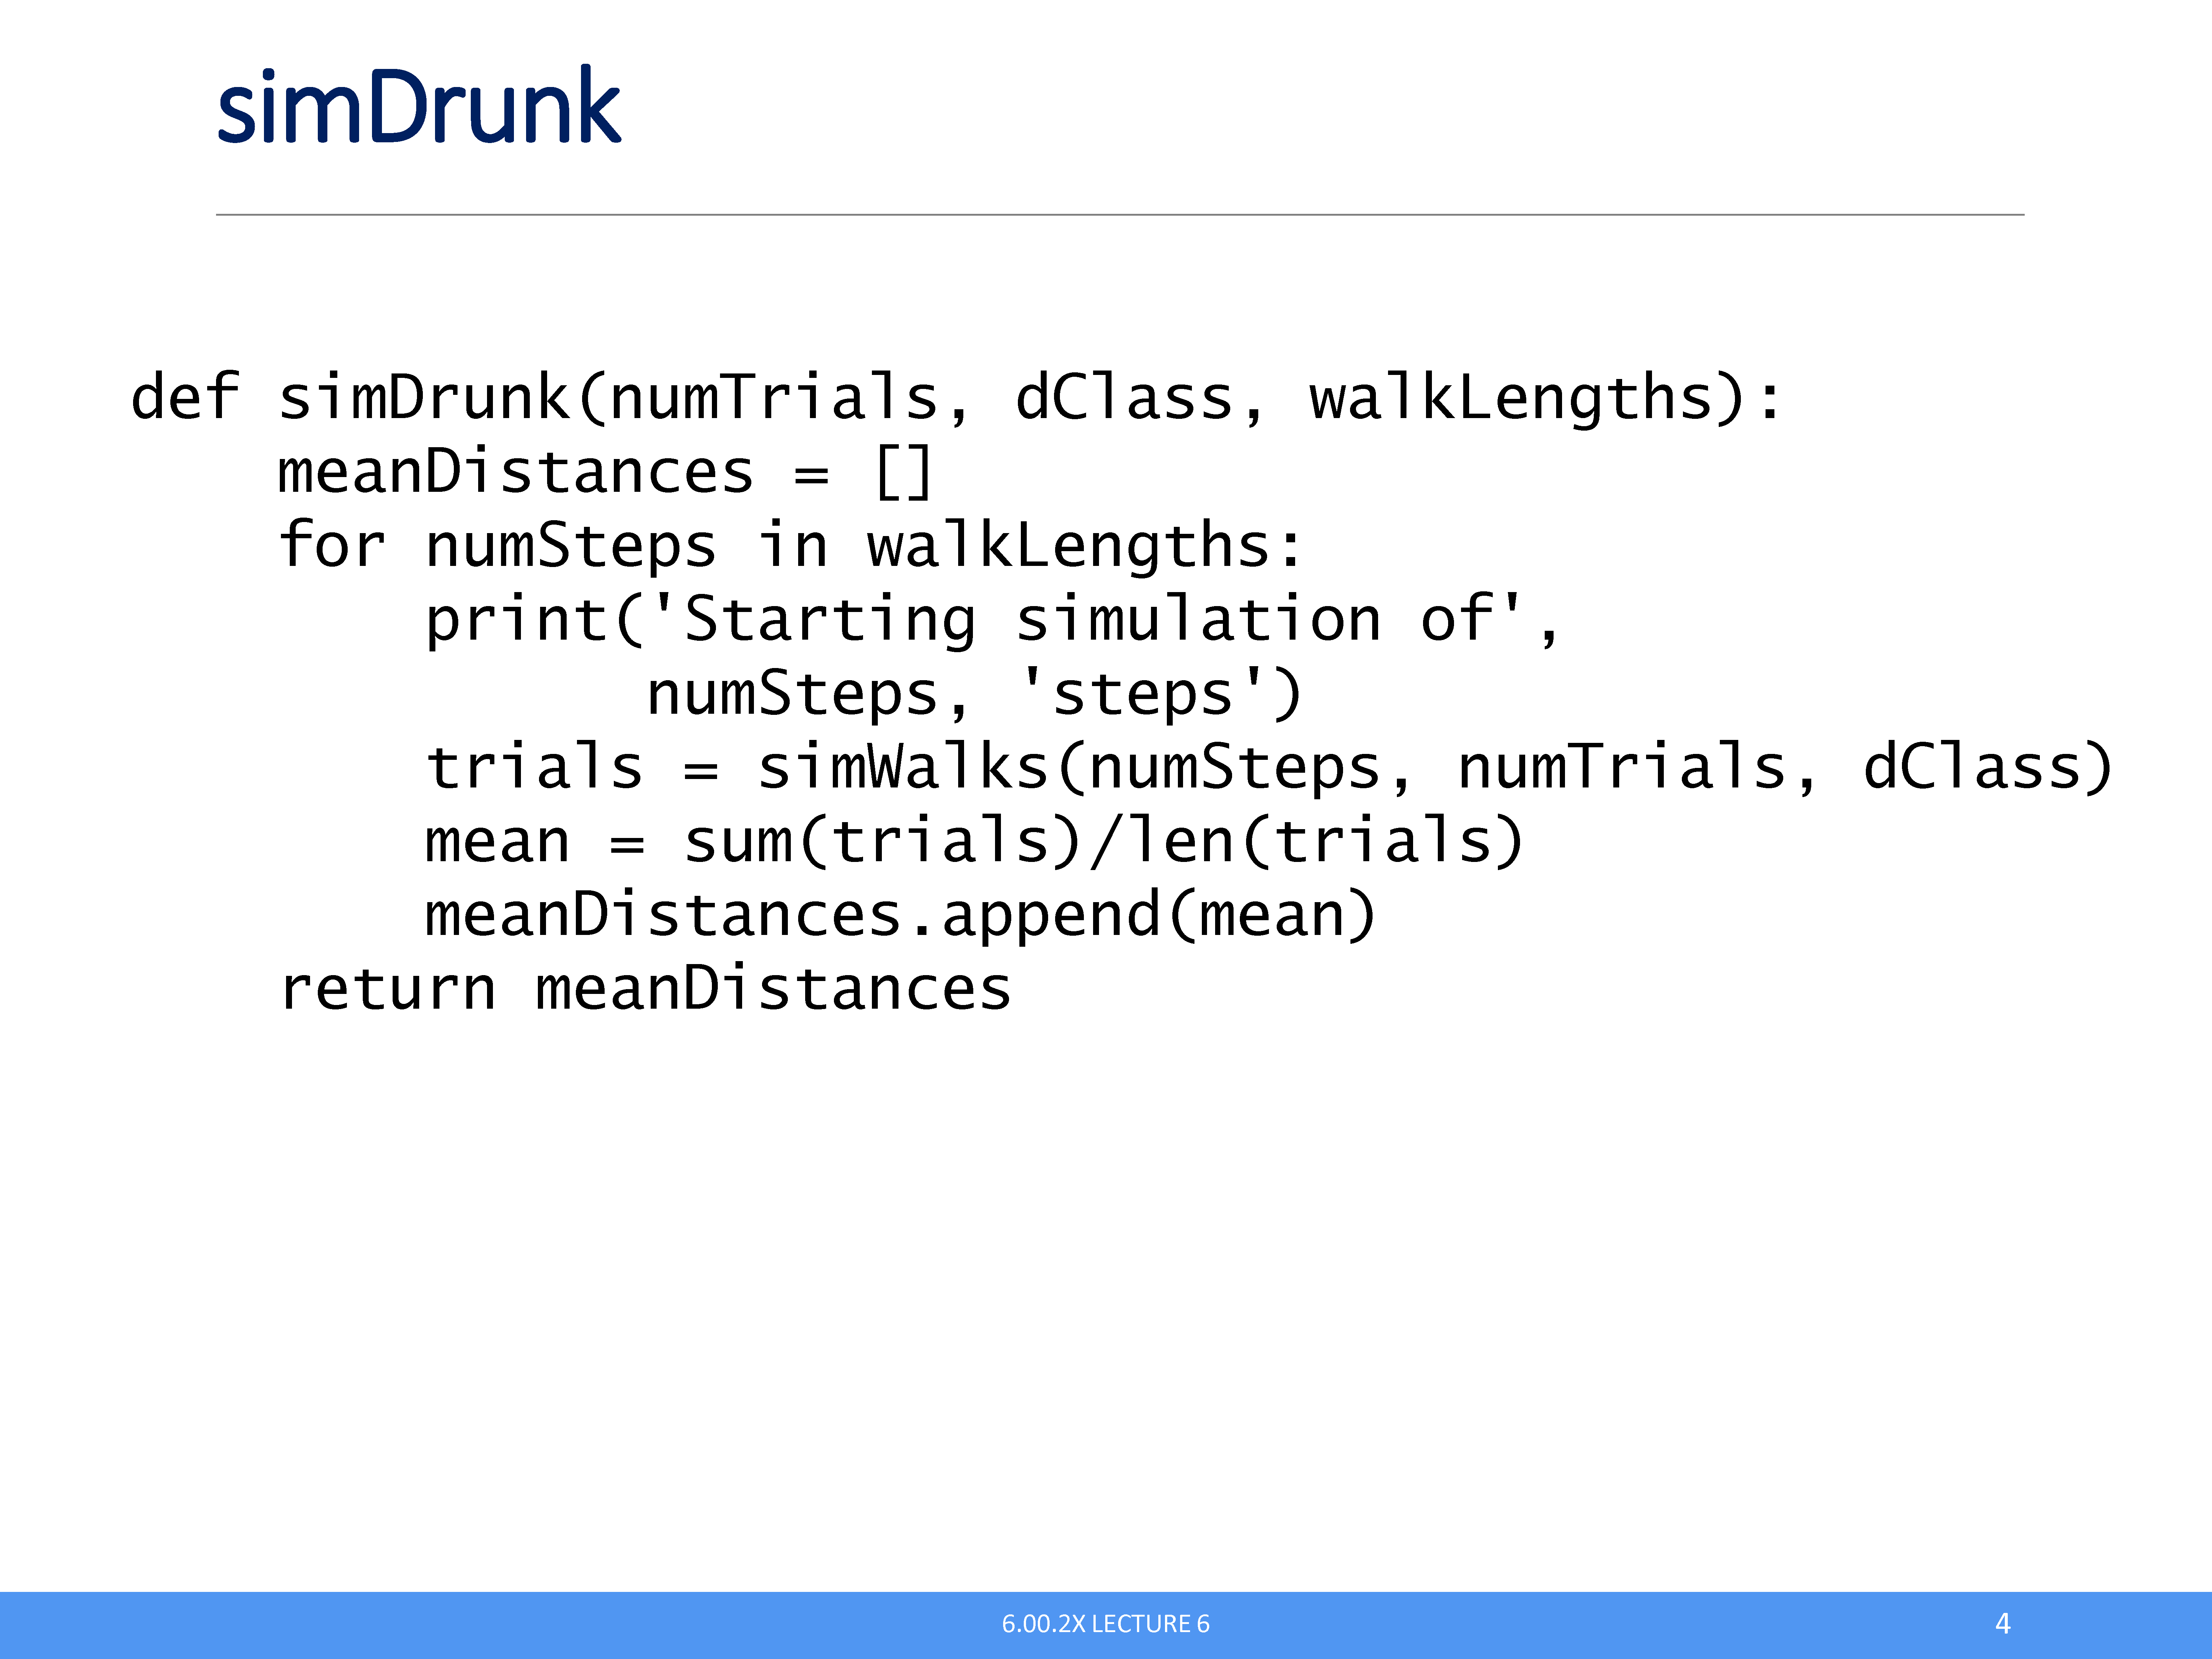 simDrunk
def simDrunk(numTrials, dClass, walkLengths):
    meanDistances = []
    for numSteps in walkLengths:
        print('Starting simulation of',
              numSteps, 'steps')
        trials = simWalks(numSteps, numTrials, dClass)
        mean = sum(trials)/len(trials)
        meanDistances.append(mean)
    return meanDistances
6.00.2X LECTURE 6
4